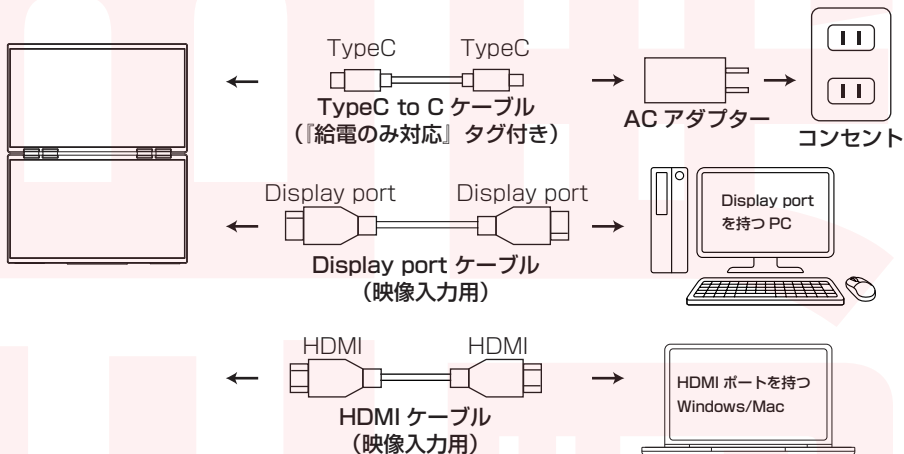 TypeC TypeC
TypeC to C ケーブル
(『給電のみ対応』タグ付き)
AC アダプター
コンセント
Display port Display port
Display port ケーブル
(映像入力用)
Display port
を持つ PC
HDMI HDMI
HDMI ケーブル
(映像入力用)
HDMI ポートを持つ
Windows/Mac